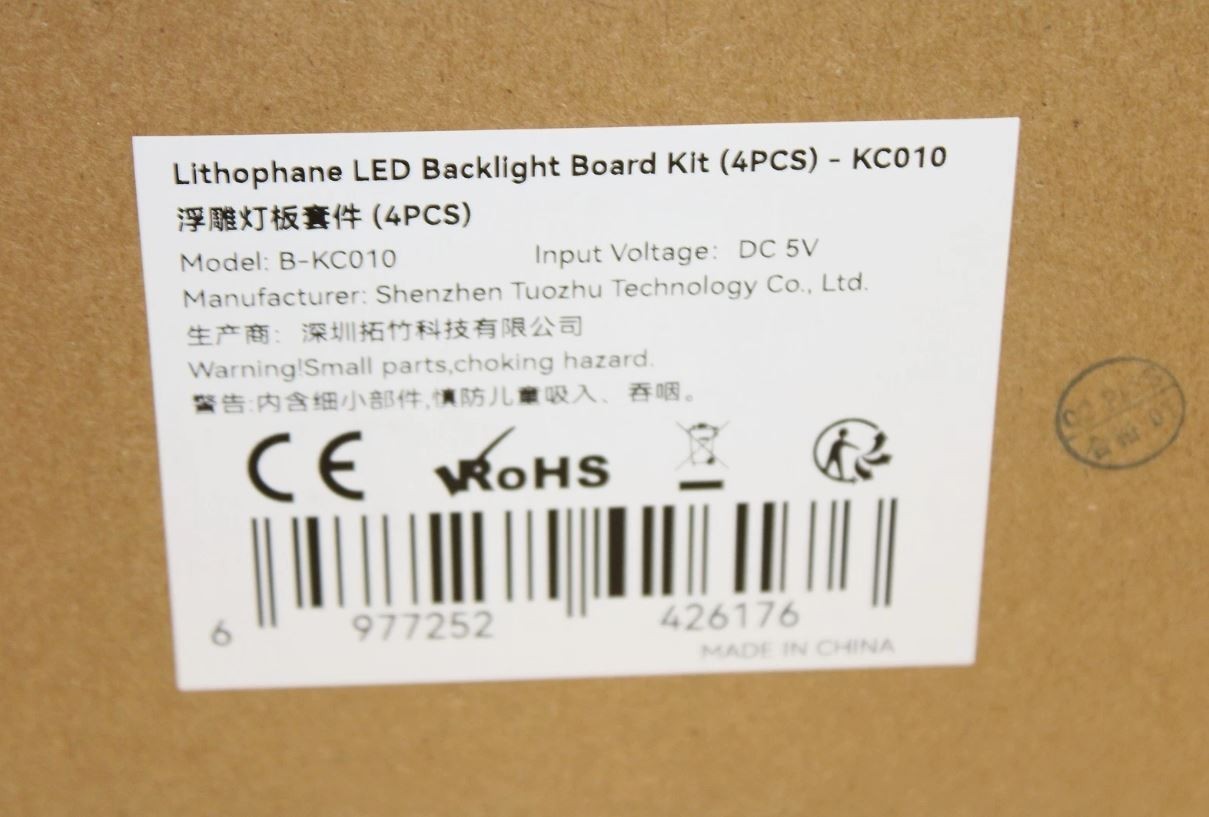 Lithophane LED Backlight Board Kit (4PCS) - KC010
浮雕灯板套件 (4PCS)
Model: B-KC010 Input Voltage: DC 5V
Manufacturer: Shenzhen Tuozhu Technology Co., Ltd.
生产商: 深圳拓竹科技有限公司
Warning!Small parts,choking hazard.
警告:内含细小部件,慎防儿童吸入、吞咽。
CE RoHS
6 977252 426176
MADE IN CHINA